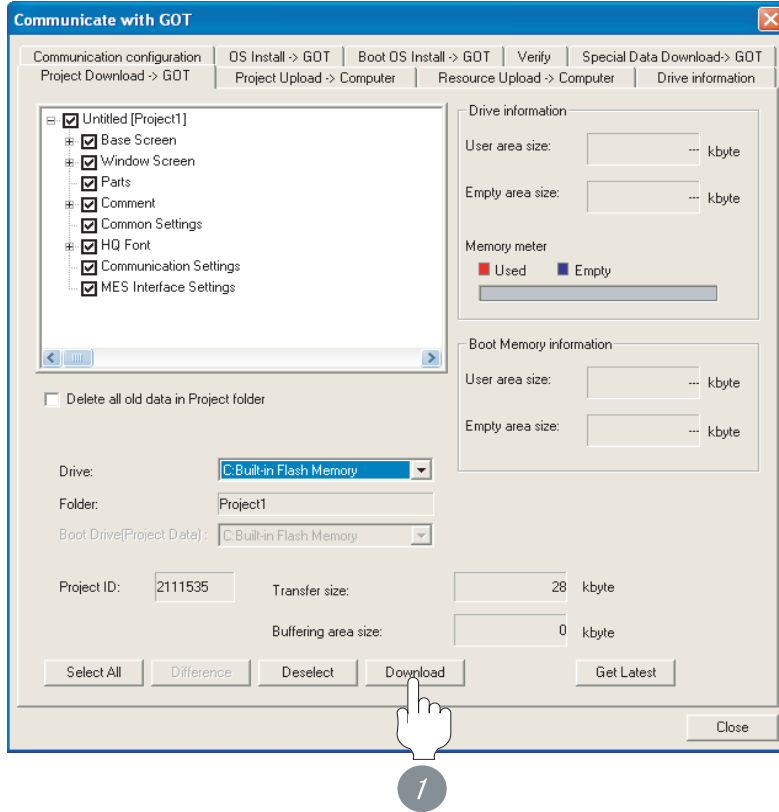 Communicate with GOT
Communication configuration OS Install -> GOT Boot OS Install -> GOT Verify Special Data Download-> GOT
Project Download -> GOT Project Upload -> Computer Resource Upload -> Computer Drive information
Untitled [Project1]
Base Screen
Window Screen
Parts
Comment
Common Settings
HQ Font
Communication Settings
MES Interface Settings
Delete all old data in Project folder
Drive information
User area size: --- kbyte
Empty area size: --- kbyte
Memory meter
Used Empty
Boot Memory information
User area size: --- kbyte
Empty area size: --- kbyte
Drive: C:Built-in Flash Memory
Folder: Project1
Boot Drive(Project Data) : C:Built-in Flash Memory
Project ID: 2111535 Transfer size: 28 kbyte
Buffering area size: 0 kbyte
Select All Difference Deselect Download Get Latest
Close
1